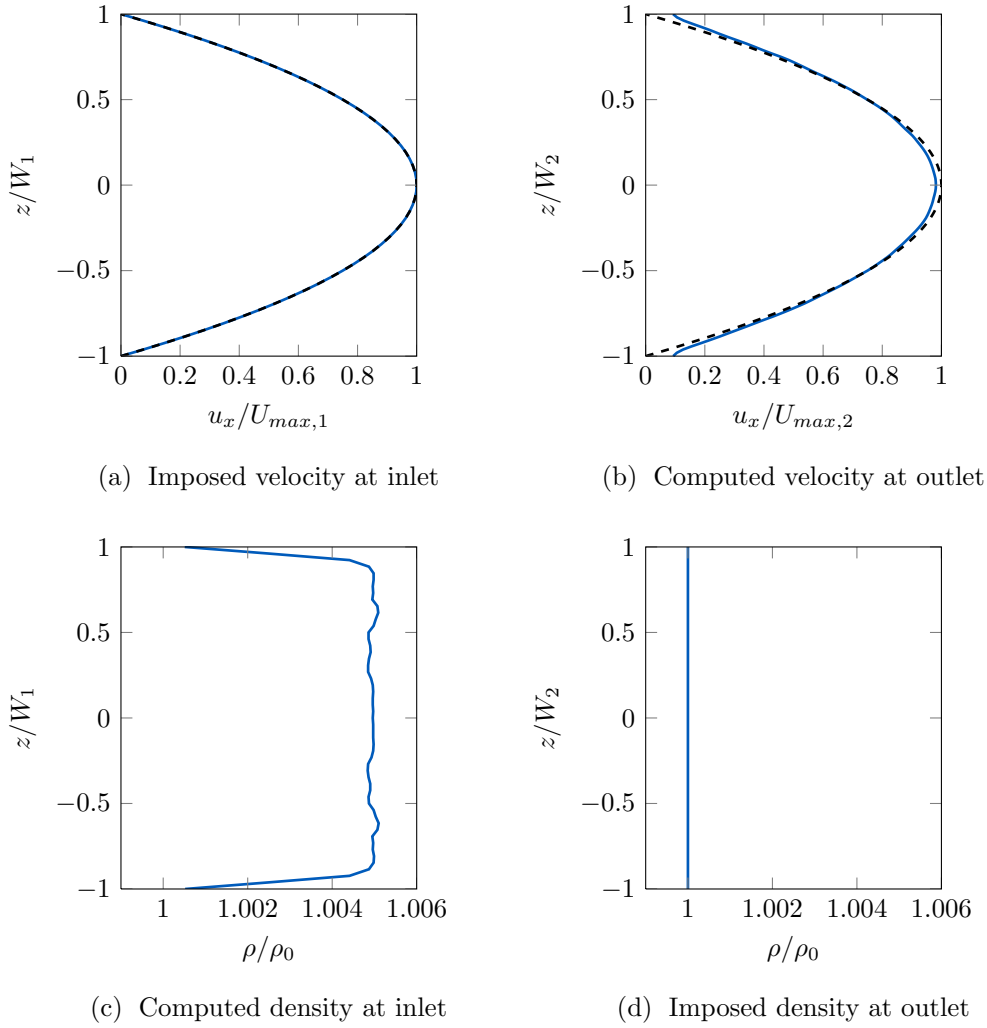 1
0.5
0
−0.5
−1
z/W₁
0 0.2 0.4 0.6 0.8 1
uₓ/Uₘₐₓ,₁
(a) Imposed velocity at inlet
1
0.5
0
−0.5
−1
z/W₂
0 0.2 0.4 0.6 0.8 1
uₓ/Uₘₐₓ,₂
(b) Computed velocity at outlet
1
0.5
0
−0.5
−1
z/W₁
1 1.002 1.004 1.006
ρ/ρ₀
(c) Computed density at inlet
1
0.5
0
−0.5
−1
z/W₂
1 1.002 1.004 1.006
ρ/ρ₀
(d) Imposed density at outlet